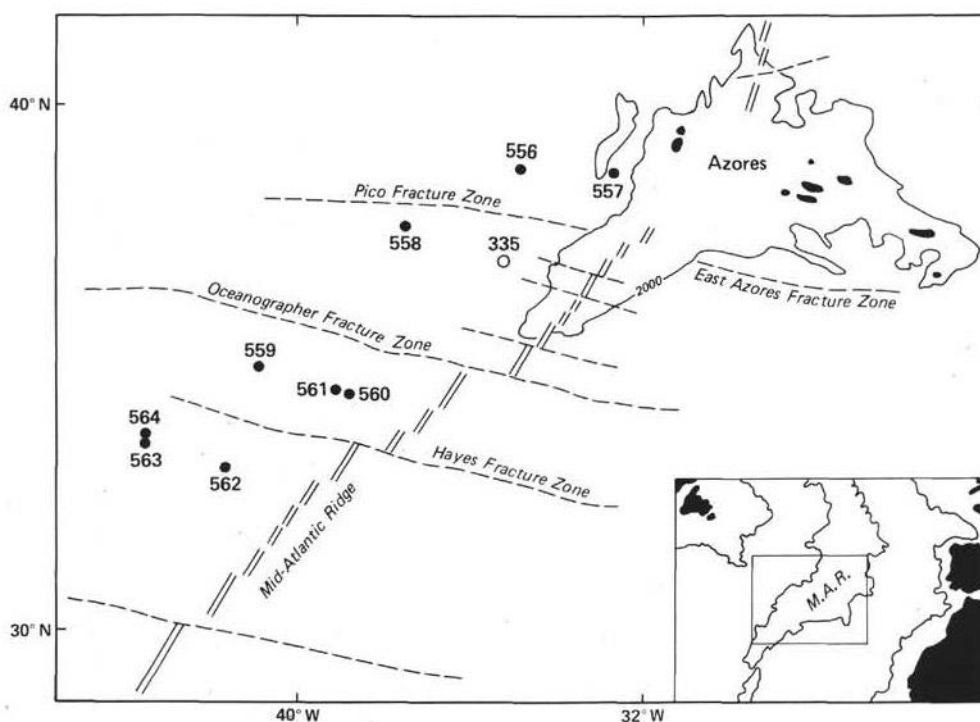 40° N
556
Azores
557
Pico Fracture Zone
558
335
2000
East Azores Fracture Zone
Oceanographer Fracture Zone
559
561
560
564
563
562
Hayes Fracture Zone
Mid-Atlantic Ridge
M.A.R.
30° N
40° W
32° W